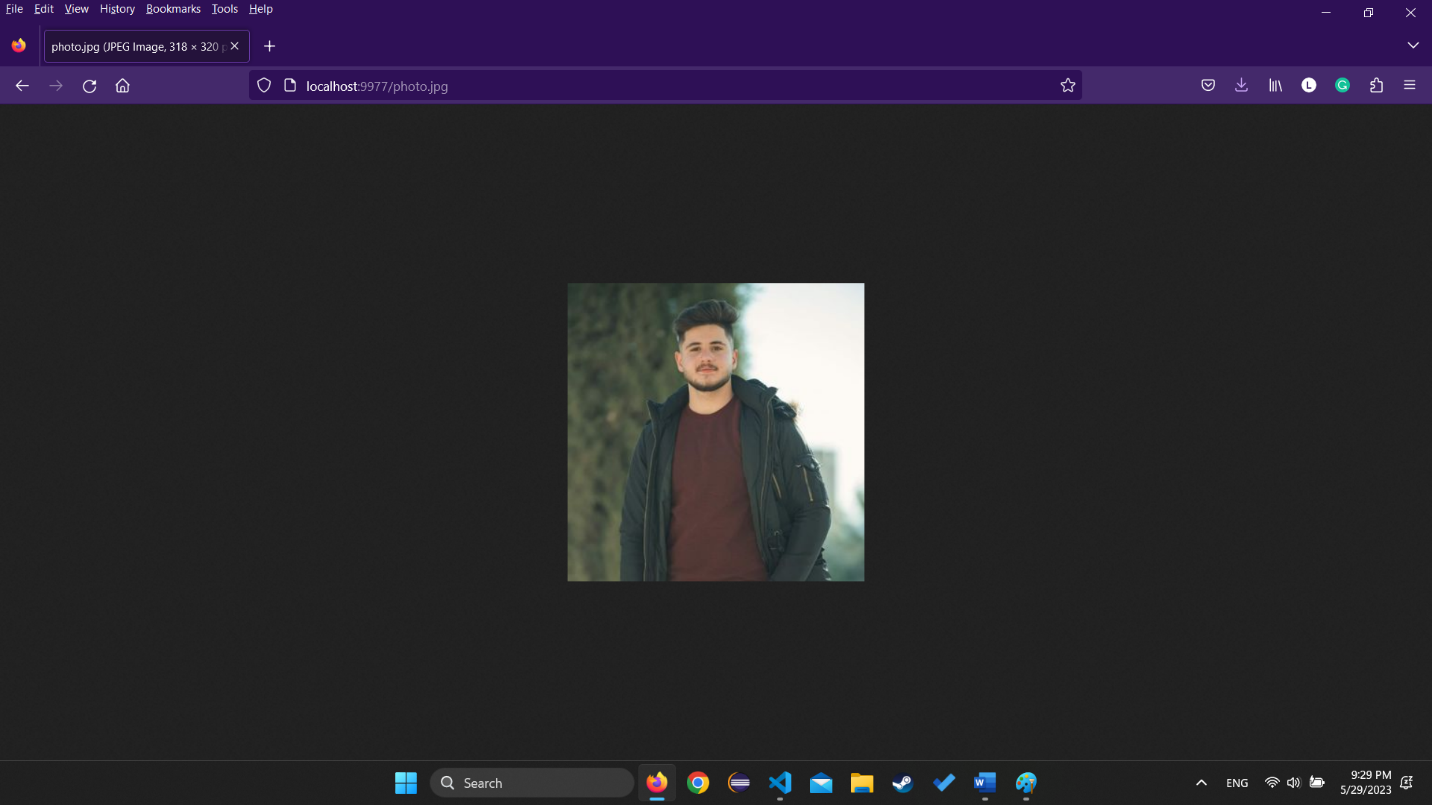 File Edit View History Bookmarks Tools Help
photo.jpg (JPEG Image, 318 × 320 p
localhost:9977/photo.jpg
L
G
Search
W
ENG
9:29 PM
5/29/2023